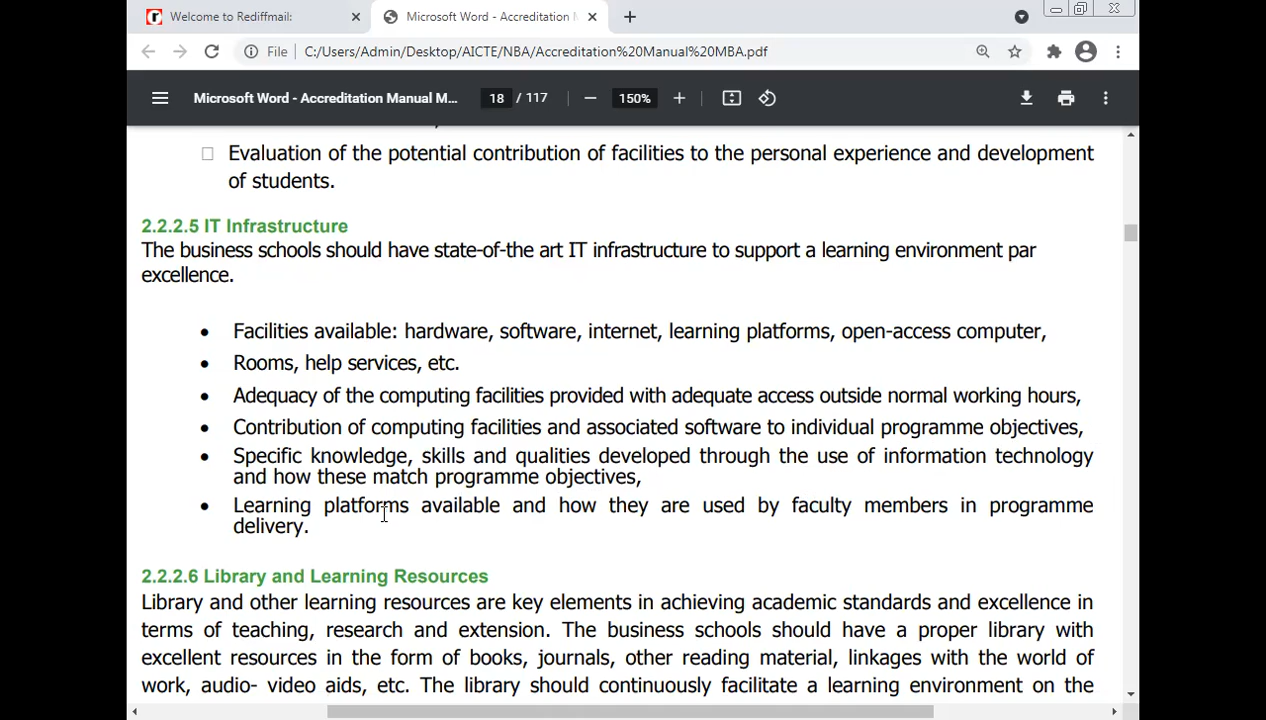 Welcome to Rediffmail:
Microsoft Word - Accreditation M
File
C:/Users/Admin/Desktop/AICTE/NBA/Accreditation%20Manual%20MBA.pdf
Microsoft Word - Accreditation Manual M...
18 / 117
150%
Evaluation of the potential contribution of facilities to the personal experience and development
of students.
2.2.2.5 IT Infrastructure
The business schools should have state-of-the art IT infrastructure to support a learning environment par
excellence.
• Facilities available: hardware, software, internet, learning platforms, open-access computer,
• Rooms, help services, etc.
• Adequacy of the computing facilities provided with adequate access outside normal working hours,
• Contribution of computing facilities and associated software to individual programme objectives,
• Specific knowledge, skills and qualities developed through the use of information technology
and how these match programme objectives,
• Learning platforms available and how they are used by faculty members in programme
delivery.
2.2.2.6 Library and Learning Resources
Library and other learning resources are key elements in achieving academic standards and excellence in
terms of teaching, research and extension. The business schools should have a proper library with
excellent resources in the form of books, journals, other reading material, linkages with the world of
work, audio- video aids, etc. The library should continuously facilitate a learning environment on the